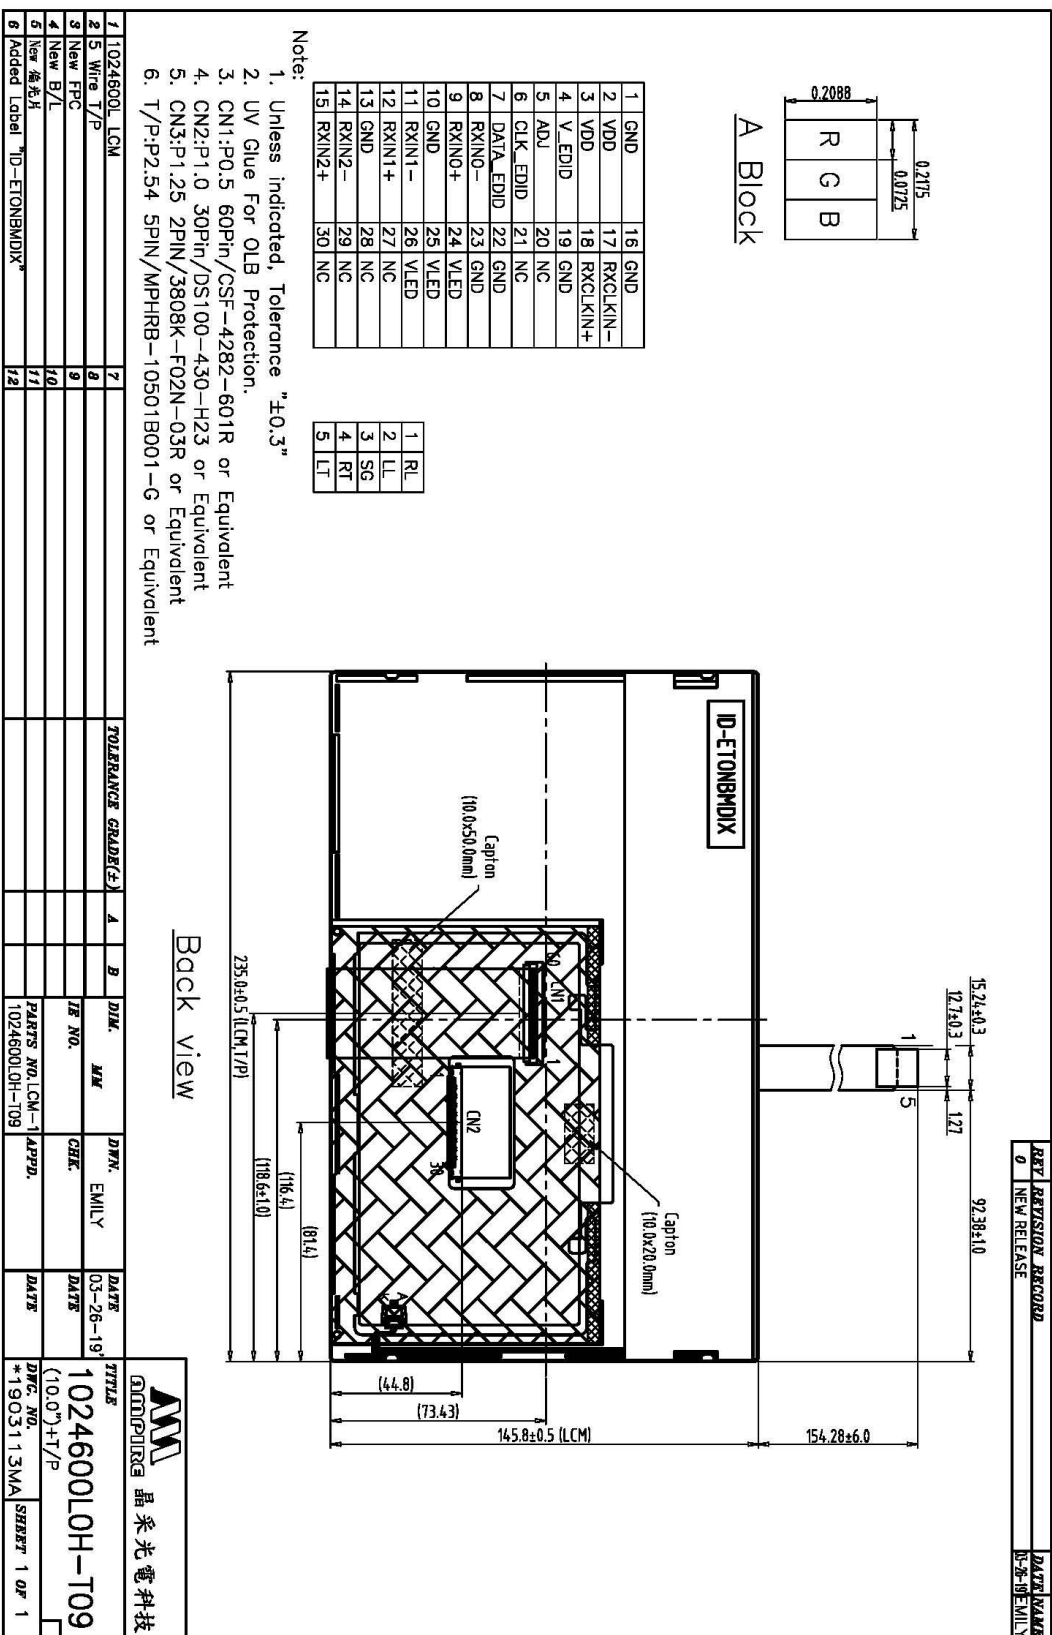 REV REVISION RECORD DATE NAME
0 NEW RELEASE 03-26-19' EMILY
0.2175
0.0725
0.2088
R G B
A Block
1 GND 16 GND
2 VDD 17 RXCLKIN-
3 VDD 18 RXCLKIN+
4 V_EDID 19 GND
5 ADJ 20 NC
6 CLK_EDID 21 NC
7 DATA_EDID 22 GND
8 RXIN0- 23 GND
9 RXIN0+ 24 VLED
10 GND 25 VLED
11 RXIN1- 26 VLED
12 RXIN1+ 27 NC
13 GND 28 NC
14 RXIN2- 29 NC
15 RXIN2+ 30 NC
1 RL
2 LL
3 SG
4 RT
5 LT
Note:
1. Unless indicated, Tolerance "±0.3"
2. UV Glue For OLB Protection.
3. CN1:P0.5 60Pin/CSF-4282-601R or Equivalent
4. CN2:P1.0 30Pin/DS100-430-H23 or Equivalent
5. CN3:P1.25 2PIN/3808K-F02N-03R or Equivalent
6. T/P:P2.54 5PIN/MPHRB-10501B001-G or Equivalent
15.24±0.3
12.7±0.3
1.27
92.38±1.0
1
5
154.28±6.0
ID-ETONBMDIX
Capton
(10.0x20.0mm)
Capton
(10.0x50.0mm)
60
CN1
1
CN2
1
30
A
K
145.8±0.5 (LCM)
(73.43)
(44.8)
(81.4)
(116.4)
(118.6±1.0)
235.0±0.5 (LCM,T/P)
Back view
1 1024600L LCM 7
2 5 Wire T/P 8
3 New FPC 9
4 New B/L 10
5 New 偏光片 11
6 Added Label "ID-ETONBMDIX" 12
TOLERANCE GRADE(±) A B
DIM. MM
IE NO.
PARTS NO. LCM-1
1024600L0H-T09
DWN. EMILY
CHK.
APPD.
DATE
03-26-19'
DATE
DATE
AMPIRE 晶采光電科技
TITLE
1024600L0H-T09
(10.0")+T/P
DWG. NO.
*1903113MA
SHEET 1 OF 1